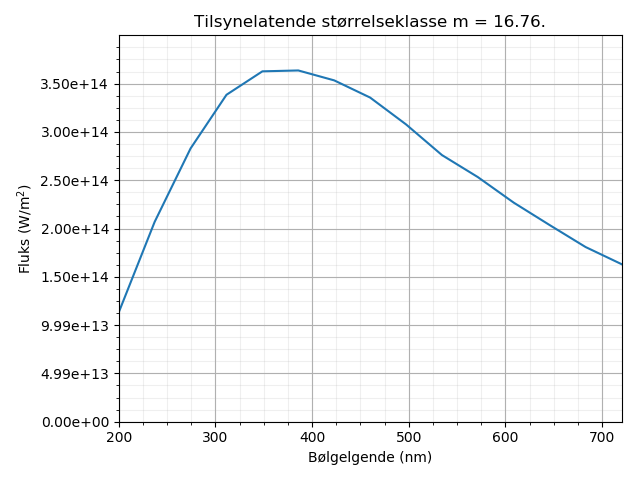 Tilsynelatende størrelseklasse m = 16.76.
3.50e+14
3.00e+14
2.50e+14
2.00e+14
1.50e+14
9.99e+13
4.99e+13
0.00e+00
Fluks (W/m²)
200 300 400 500 600 700
Bølgelgende (nm)